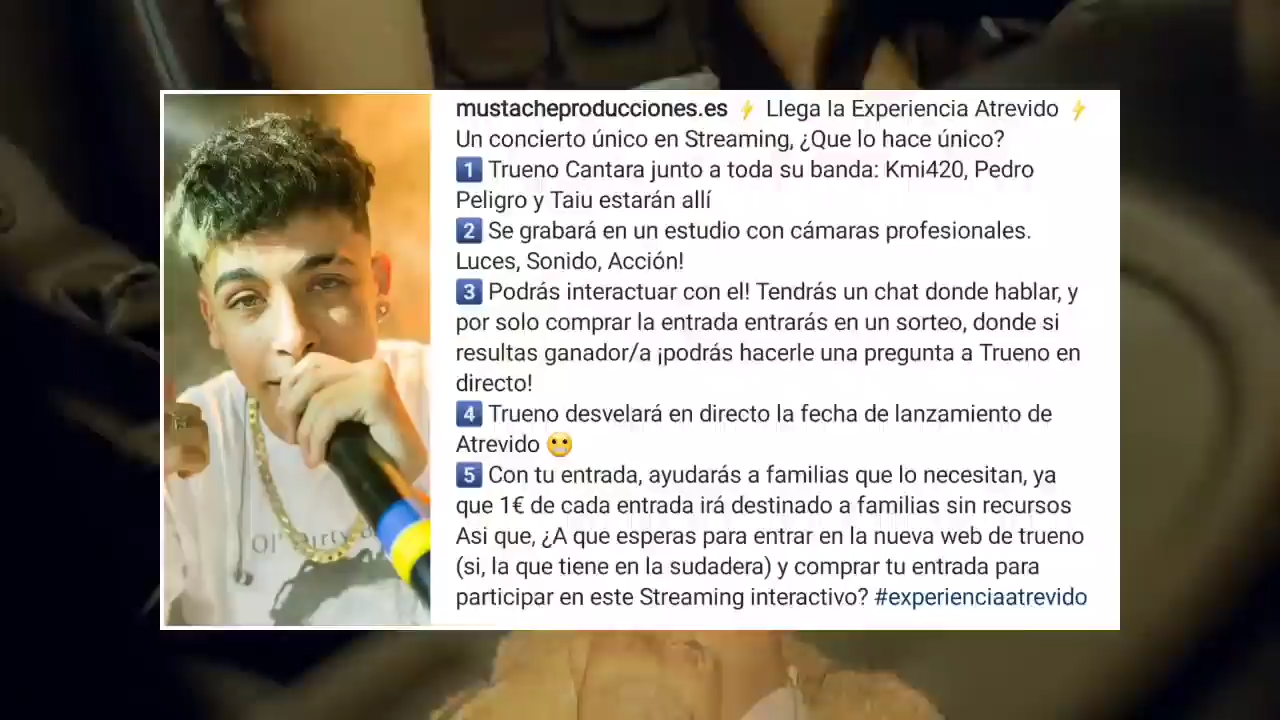 mustacheproducciones.es ⚡ Llega la Experiencia Atrevido ⚡
Un concierto único en Streaming, ¿Que lo hace único?
1️⃣ Trueno Cantara junto a toda su banda: Kmi420, Pedro
Peligro y Taiu estarán allí
2️⃣ Se grabará en un estudio con cámaras profesionales.
Luces, Sonido, Acción!
3️⃣ Podrás interactuar con el! Tendrás un chat donde hablar, y
por solo comprar la entrada entrarás en un sorteo, donde si
resultas ganador/a ¡podrás hacerle una pregunta a Trueno en
directo!
4️⃣ Trueno desvelará en directo la fecha de lanzamiento de
Atrevido 😬
5️⃣ Con tu entrada, ayudarás a familias que lo necesitan, ya
que 1€ de cada entrada irá destinado a familias sin recursos
Asi que, ¿A que esperas para entrar en la nueva web de trueno
(si, la que tiene en la sudadera) y comprar tu entrada para
participar en este Streaming interactivo? #experienciaatrevido
Ol' Dirty